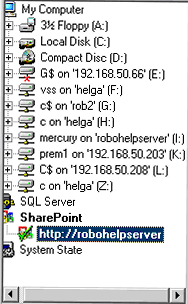 My Computer
3½ Floppy (A:)
Local Disk (C:)
Compact Disc (D:)
G$ on '192.168.50.66' (E:)
vss on 'helga' (F:)
c$ on 'rob2' (G:)
c on 'helga' (H:)
mercury on 'robohelpserver' (I:)
prem1 on '192.168.50.203' (K:)
C$ on '192.168.50.208' (L:)
c on 'helga' (Z:)
SQL Server
SharePoint
http://robohelpserver
System State